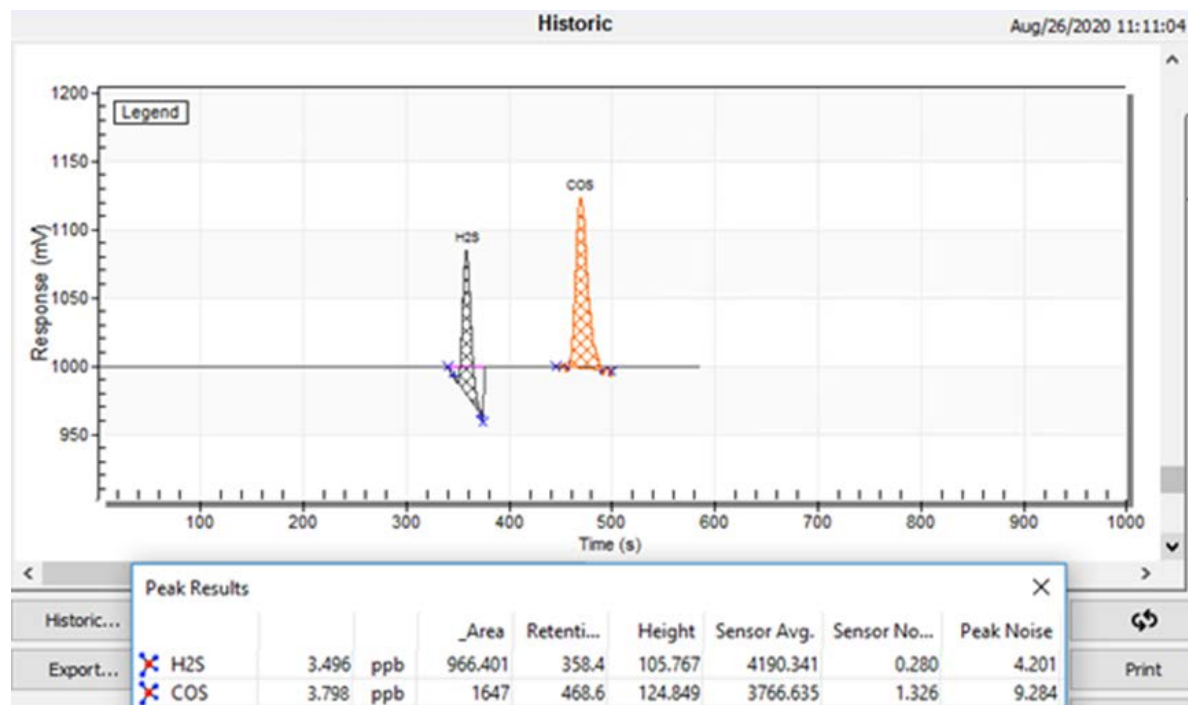 Historic
Aug/26/2020 11:11:04
Legend
1200
1150
1100
1050
1000
950
Response (mV)
H2S
COS
100 200 300 400 500 600 700 800 900 1000
Time (s)
Peak Results
Historic...
Export...
Print
_Area Retenti... Height Sensor Avg. Sensor No... Peak Noise
H2S 3.496 ppb 966.401 358.4 105.767 4190.341 0.280 4.201
COS 3.798 ppb 1647 468.6 124.849 3766.635 1.326 9.284